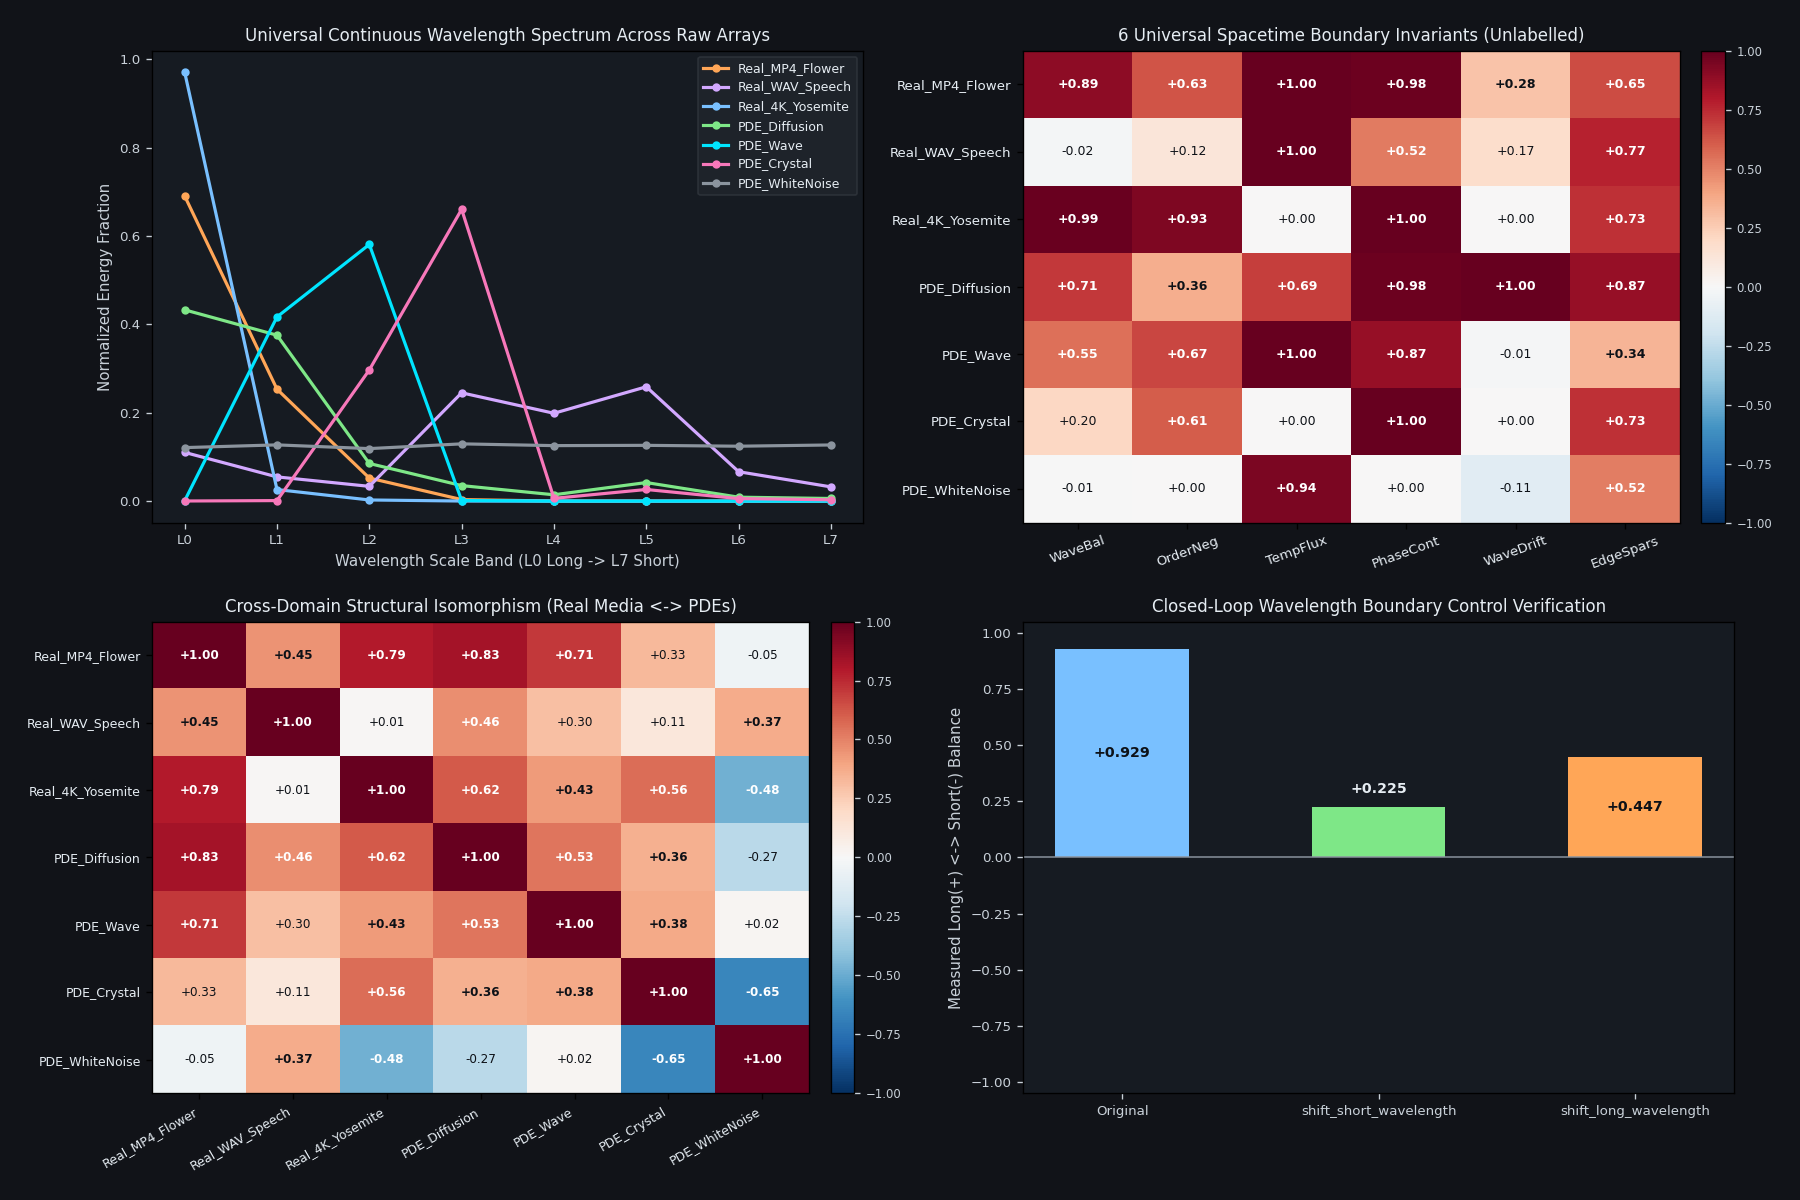 Universal Continuous Wavelength Spectrum Across Raw Arrays
Normalized Energy Fraction
1.0
0.8
0.6
0.4
0.2
0.0
Real_MP4_Flower
Real_WAV_Speech
Real_4K_Yosemite
PDE_Diffusion
PDE_Wave
PDE_Crystal
PDE_WhiteNoise
L0 L1 L2 L3 L4 L5 L6 L7
Wavelength Scale Band (L0 Long -> L7 Short)
6 Universal Spacetime Boundary Invariants (Unlabelled)
Real_MP4_Flower +0.89 +0.63 +1.00 +0.98 +0.28 +0.65
Real_WAV_Speech -0.02 +0.12 +1.00 +0.52 +0.17 +0.77
Real_4K_Yosemite +0.99 +0.93 +0.00 +1.00 +0.00 +0.73
PDE_Diffusion +0.71 +0.36 +0.69 +0.98 +1.00 +0.87
PDE_Wave +0.55 +0.67 +1.00 +0.87 -0.01 +0.34
PDE_Crystal +0.20 +0.61 +0.00 +1.00 +0.00 +0.73
PDE_WhiteNoise -0.01 +0.00 +0.94 +0.00 -0.11 +0.52
WaveBal OrderNeg TempFlux PhaseCont WaveDrift EdgeSpars
1.00
0.75
0.50
0.25
0.00
−0.25
−0.50
−0.75
−1.00
Cross-Domain Structural Isomorphism (Real Media <-> PDEs)
Real_MP4_Flower +1.00 +0.45 +0.79 +0.83 +0.71 +0.33 -0.05
Real_WAV_Speech +0.45 +1.00 +0.01 +0.46 +0.30 +0.11 +0.37
Real_4K_Yosemite +0.79 +0.01 +1.00 +0.62 +0.43 +0.56 -0.48
PDE_Diffusion +0.83 +0.46 +0.62 +1.00 +0.53 +0.36 -0.27
PDE_Wave +0.71 +0.30 +0.43 +0.53 +1.00 +0.38 +0.02
PDE_Crystal +0.33 +0.11 +0.56 +0.36 +0.38 +1.00 -0.65
PDE_WhiteNoise -0.05 +0.37 -0.48 -0.27 +0.02 -0.65 +1.00
Real_MP4_Flower Real_WAV_Speech Real_4K_Yosemite PDE_Diffusion PDE_Wave PDE_Crystal PDE_WhiteNoise
1.00
0.75
0.50
0.25
0.00
−0.25
−0.50
−0.75
−1.00
Closed-Loop Wavelength Boundary Control Verification
Measured Long(+) <-> Short(-) Balance
1.00
0.75
0.50
0.25
0.00
−0.25
−0.50
−0.75
−1.00
+0.929
+0.225
+0.447
Original shift_short_wavelength shift_long_wavelength